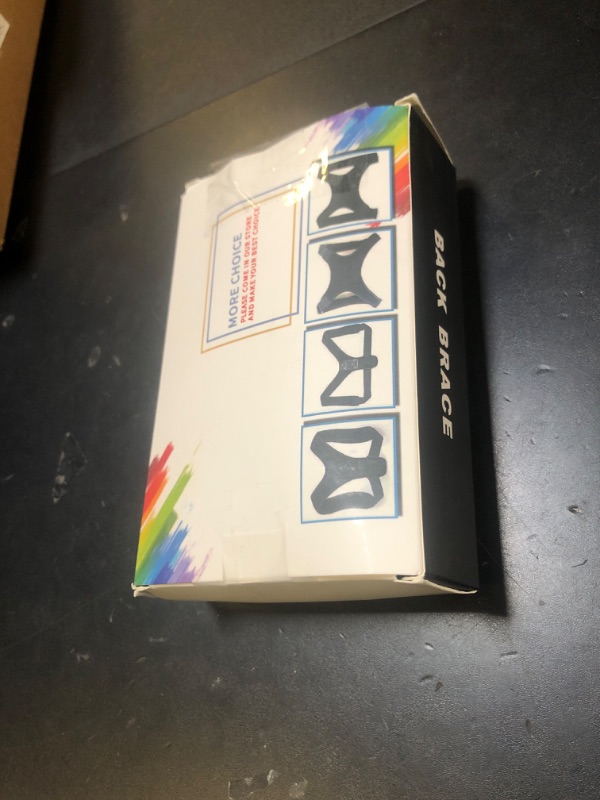 MORE CHOICE
PLEASE COME IN OUR STORE
AND MAKE YOUR BEST CHOICE
BACK BRACE